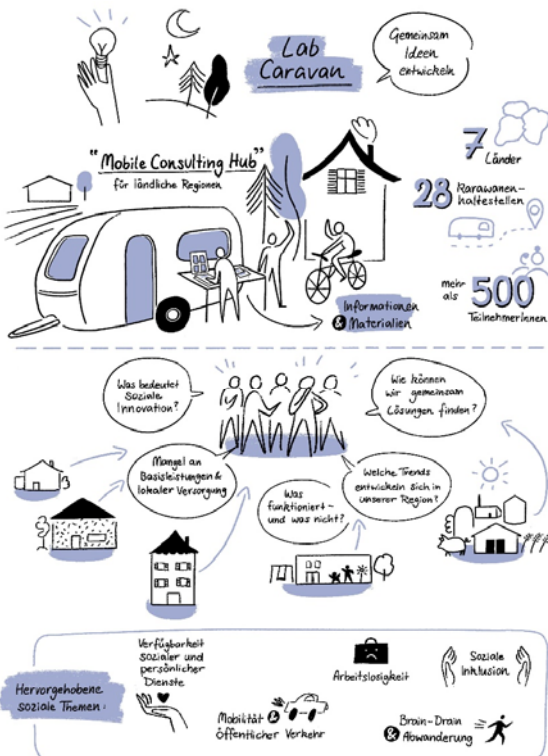 Lab
Caravan
Gemeinsam
Ideen
entwickeln
"Mobile Consulting Hub"
für ländliche Regionen
7 Länder
28 Karawanen-
haltestellen
mehr
als 500
TeilnehmerInnen
Informationen
& Materialien
Was bedeutet
Soziale
Innovation?
Wie können
wir gemeinsam
Lösungen finden?
Mangel an
Basisleistungen &
lokaler Versorgung
Welche Trends
entwickeln sich in
unserer Region?
Was
funktioniert-
und was nicht?
Hervorgehobene
soziale Themen:
Verfügbarkeit
sozialer und
persönlicher
Dienste
Mobilität &
öffentlicher Verkehr
Arbeitslosigkeit
Soziale
Inklusion
Brain-Drain
& Abwanderung